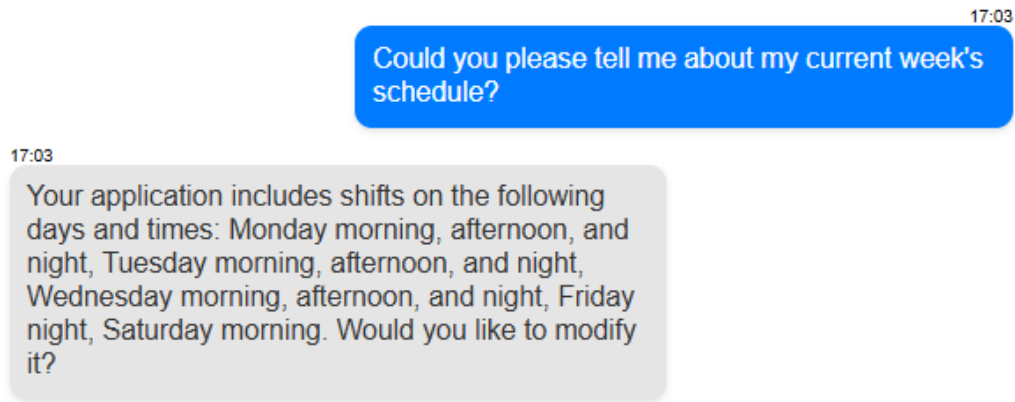 17:03
Could you please tell me about my current week's
schedule?
17:03
Your application includes shifts on the following
days and times: Monday morning, afternoon, and
night, Tuesday morning, afternoon, and night,
Wednesday morning, afternoon, and night, Friday
night, Saturday morning. Would you like to modify
it?